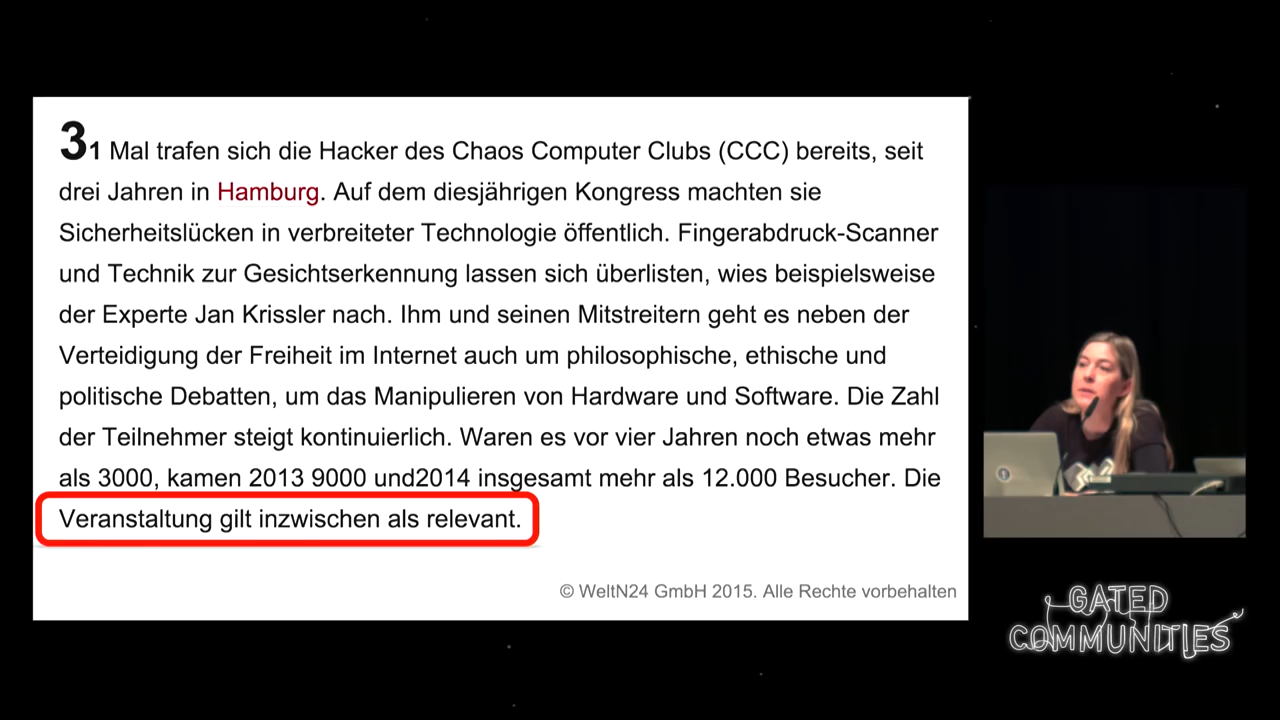 31 Mal trafen sich die Hacker des Chaos Computer Clubs (CCC) bereits, seit
drei Jahren in Hamburg. Auf dem diesjährigen Kongress machten sie
Sicherheitslücken in verbreiteter Technologie öffentlich. Fingerabdruck-Scanner
und Technik zur Gesichtserkennung lassen sich überlisten, wies beispielsweise
der Experte Jan Krissler nach. Ihm und seinen Mitstreitern geht es neben der
Verteidigung der Freiheit im Internet auch um philosophische, ethische und
politische Debatten, um das Manipulieren von Hardware und Software. Die Zahl
der Teilnehmer steigt kontinuierlich. Waren es vor vier Jahren noch etwas mehr
als 3000, kamen 2013 9000 und2014 insgesamt mehr als 12.000 Besucher. Die
Veranstaltung gilt inzwischen als relevant.
© WeltN24 GmbH 2015. Alle Rechte vorbehalten
GATED
COMMUNITIES